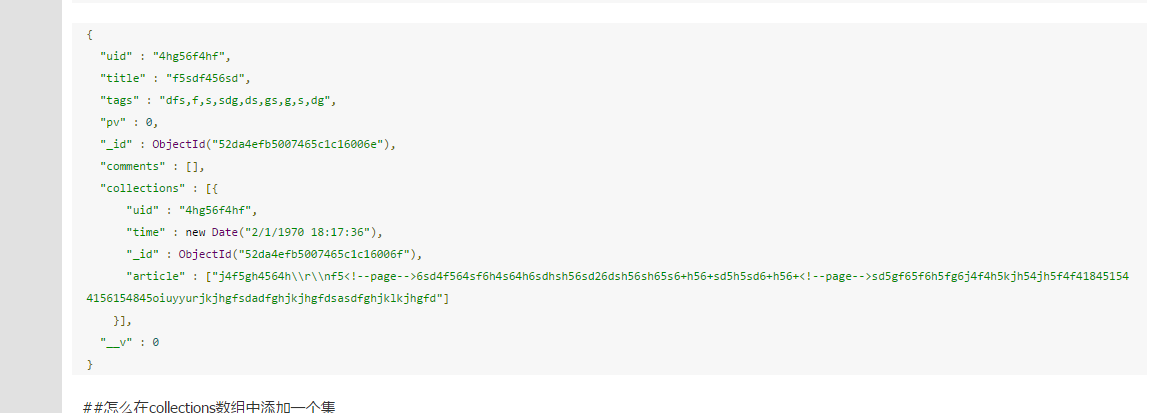 {
"uid" : "4hg56f4hf",
"title" : "f5sdf456sd",
"tags" : "dfs,f,s,sdg,ds,gs,g,s,dg",
"pv" : 0,
"_id" : ObjectId("52da4efb5007465c1c16006e"),
"comments" : [],
"collections" : [{
"uid" : "4hg56f4hf",
"time" : new Date("2/1/1970 18:17:36"),
"_id" : ObjectId("52da4efb5007465c1c16006f"),
"article" : ["j4f5gh4564h\\r\\nf5<!--page-->6sd4f564sf6h4s64h6sdhsh56sd26dsh56sh65s6+h56+sd5h5sd6+h56+<!--page-->sd5gf65f6h5fg6j4f4h5kjh54jh5f4f41845154
4156154845oiuyyurjkjhgfsdadfghjkjhgfdsasdfghjklkjhgfd"]
}],
"__v" : 0
}
##怎么在collections数组中添加一个集